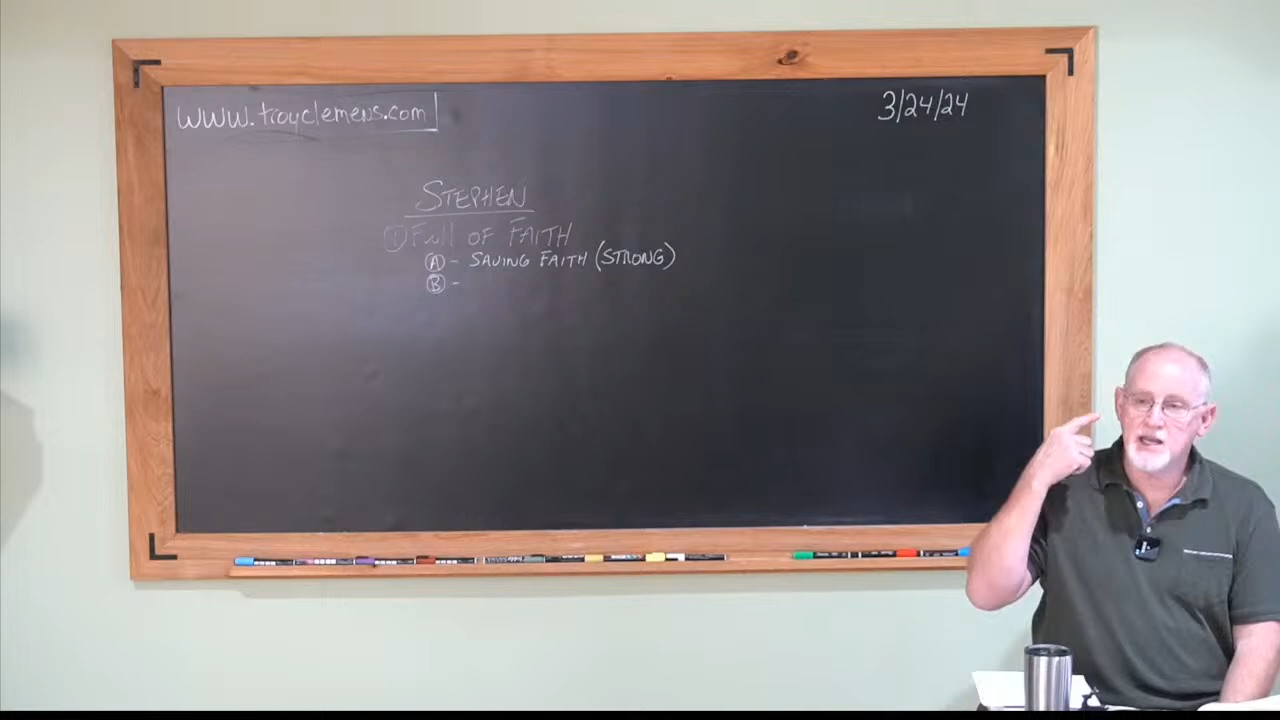 www.troyclemens.com
3/24/24
STEPHEN
① Full OF FAITH
Ⓐ - SAVING FAITH (STRONG)
Ⓑ -